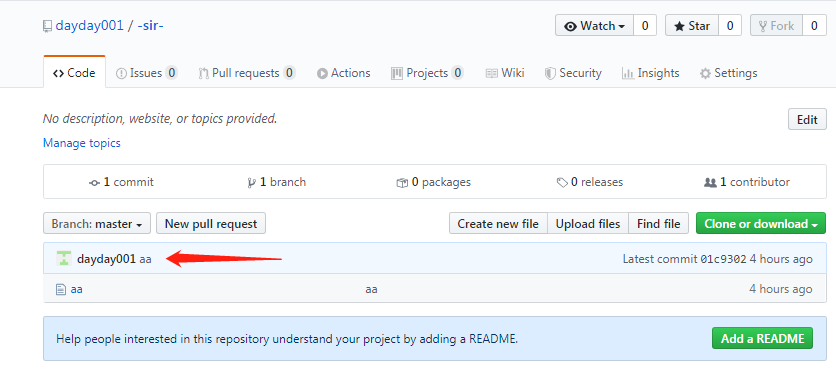 dayday001 / -sir- Watch 0 Star 0 Fork 0
Code Issues 0 Pull requests 0 Actions Projects 0 Wiki Security Insights Settings
No description, website, or topics provided. Edit
Manage topics
1 commit 1 branch 0 packages 0 releases 1 contributor
Branch: master New pull request Create new file Upload files Find file Clone or download
dayday001 aa Latest commit 01c9302 4 hours ago
aa aa 4 hours ago
Help people interested in this repository understand your project by adding a README. Add a README